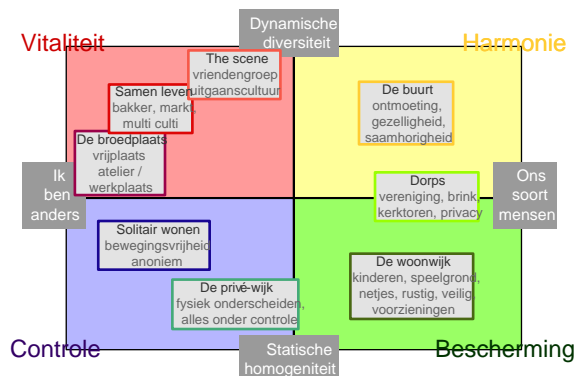 Dynamische
diversiteit
Vitaliteit
Harmonie
The scene
vriendengroep
uitgaanscultuur
Samen leven
bakker, markt,
multi culti
De buurt
ontmoeting,
gezelligheid,
saamhorigheid
De broedplaats
vrijplaats
atelier /
werkplaats
Ik
ben
anders
Dorps
vereniging, brink,
kerktoren, privacy
Ons
soort
mensen
Solitair wonen
bewegingsvrijheid
anoniem
De woonwijk
kinderen, speelgrond,
netjes, rustig, veilig,
voorzieningen
De privé-wijk
fysiek onderscheiden,
alles onder controle
Controle
Statische
homogeniteit
Bescherming